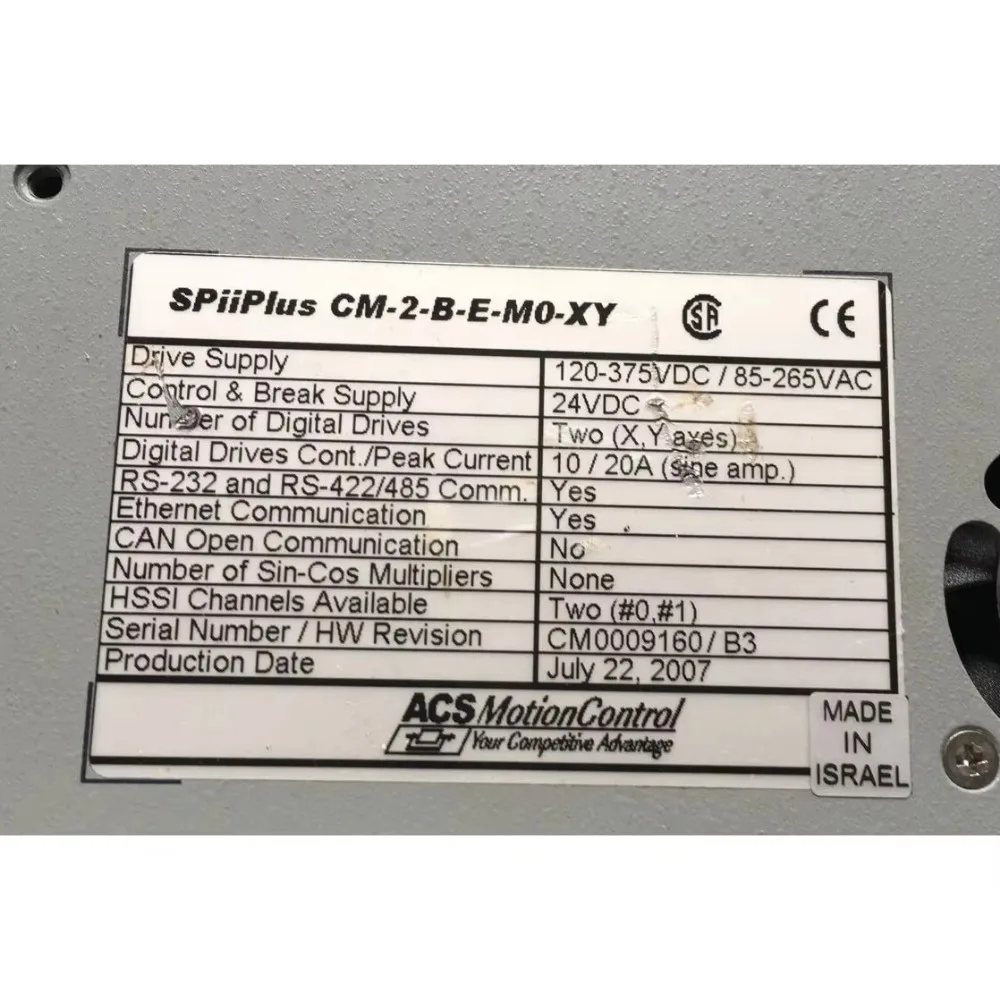 SPiiPlus CM-2-B-E-M0-XY SA CE
Drive Supply 120-375VDC / 85-265VAC
Control & Break Supply 24VDC
Number of Digital Drives Two (X,Y axes)
Digital Drives Cont./Peak Current 10 / 20A (sine amp.)
RS-232 and RS-422/485 Comm. Yes
Ethernet Communication Yes
CAN Open Communication No
Number of Sin-Cos Multipliers None
HSSI Channels Available Two (#0,#1)
Serial Number / HW Revision CM0009160 / B3
Production Date July 22, 2007
ACS MotionControl
Your Competitive Advantage
MADE
IN
ISRAEL